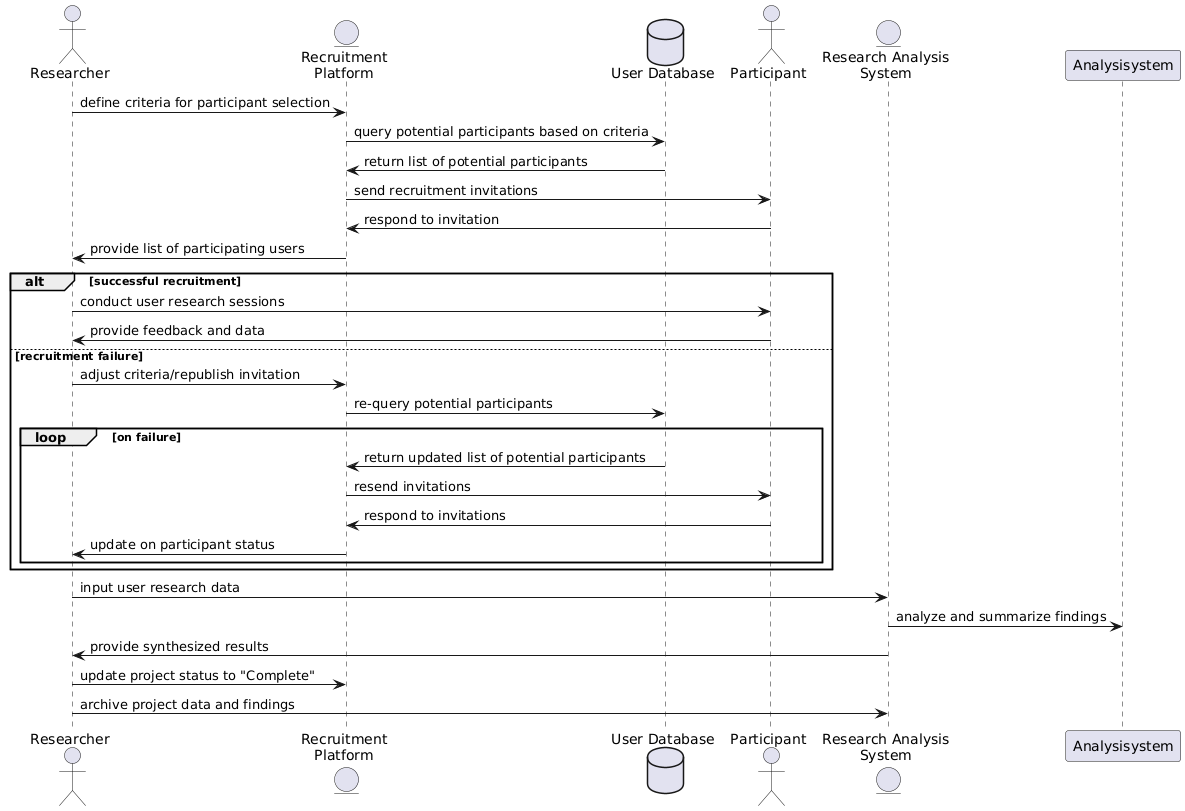 Researcher
Recruitment
Platform
User Database
Participant
Research Analysis
System
Analysisystem
define criteria for participant selection
query potential participants based on criteria
return list of potential participants
send recruitment invitations
respond to invitation
provide list of participating users
alt
[successful recruitment]
conduct user research sessions
provide feedback and data
[recruitment failure]
adjust criteria/republish invitation
re-query potential participants
loop
[on failure]
return updated list of potential participants
resend invitations
respond to invitations
update on participant status
input user research data
analyze and summarize findings
provide synthesized results
update project status to "Complete"
archive project data and findings
Researcher
Recruitment
Platform
User Database
Participant
Research Analysis
System
Analysisystem